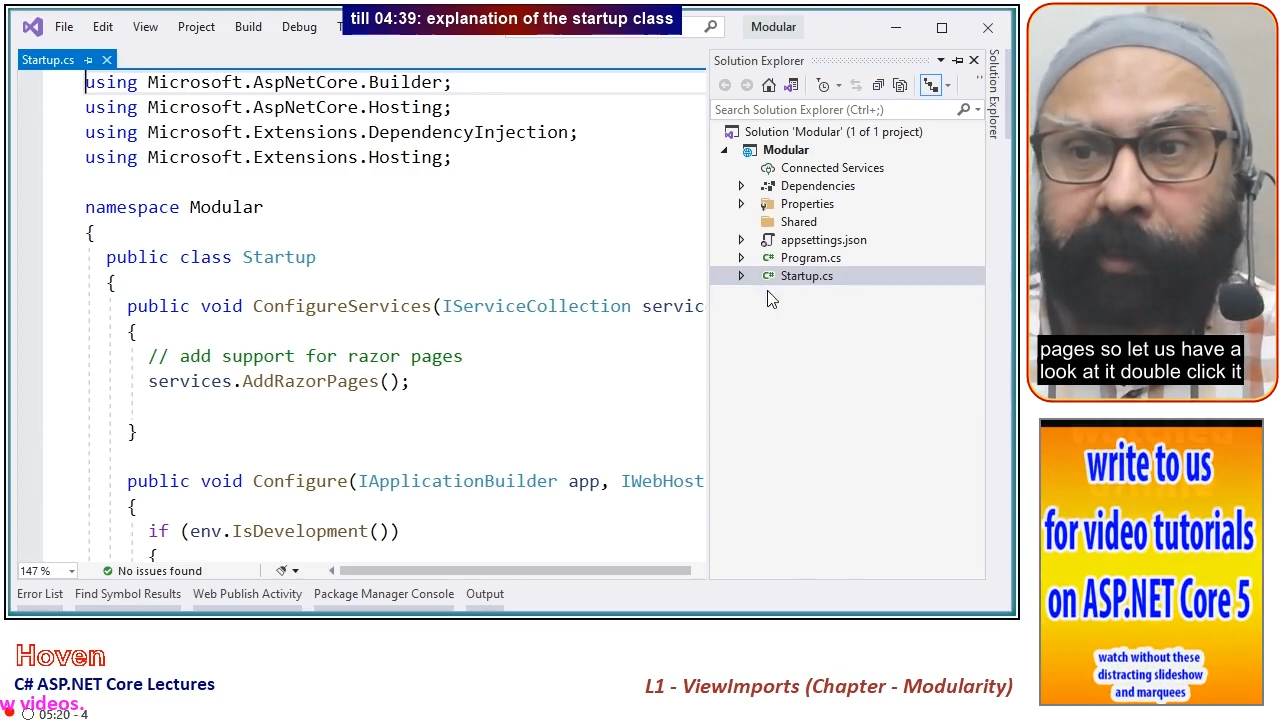 till 04:39: explanation of the startup class
File Edit View Project Build Debug
Modular
Startup.cs
using Microsoft.AspNetCore.Builder;
using Microsoft.AspNetCore.Hosting;
using Microsoft.Extensions.DependencyInjection;
using Microsoft.Extensions.Hosting;
namespace Modular
{
public class Startup
{
public void ConfigureServices(IServiceCollection servic
{
// add support for razor pages
services.AddRazorPages();
}
public void Configure(IApplicationBuilder app, IWebHost
{
if (env.IsDevelopment())
{
147 %
No issues found
Error List Find Symbol Results Web Publish Activity Package Manager Console Output
Solution Explorer
Search Solution Explorer (Ctrl+;)
Solution 'Modular' (1 of 1 project)
Modular
Connected Services
Dependencies
Properties
Shared
appsettings.json
C# Program.cs
C# Startup.cs
Solution Explorer
pages so let us have a
look at it double click it
write to us
for video tutorials
on ASP.NET Core 5
watch without these
distracting slideshow
and marquees
Hoven
C# ASP.NET Core Lectures
w videos.
05:20 - 4
L1 - ViewImports (Chapter - Modularity)